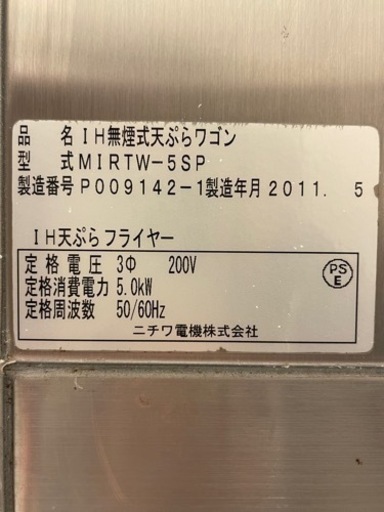 品名 IH無煙式天ぷらワゴン
型式 MIRTW-5SP
製造番号 P009142-1 製造年月 2011. 5
IH天ぷらフライヤー
定格電圧 3Φ 200V
定格消費電力 5.0kW
定格周波数 50/60Hz
PS
E
ニチワ電機株式会社